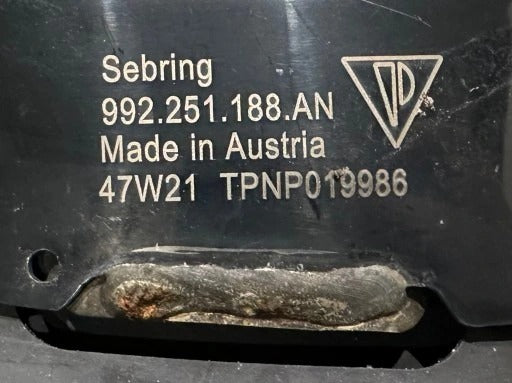 Sebring
992.251.188.AN
Made in Austria
47W21 TPNP019986